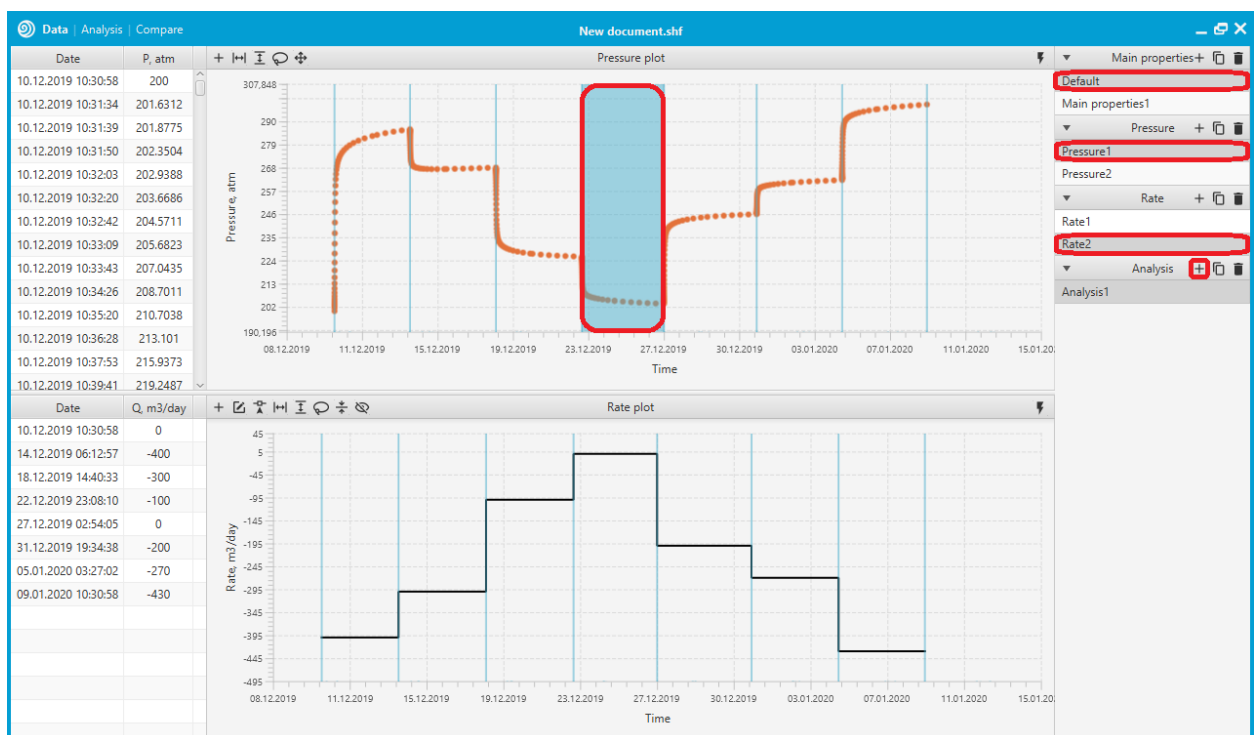 Data | Analysis | Compare
New document.shf
Date P, atm
10.12.2019 10:30:58 200
10.12.2019 10:31:34 201.6312
10.12.2019 10:31:39 201.8775
10.12.2019 10:31:50 202.3504
10.12.2019 10:32:03 202.9388
10.12.2019 10:32:20 203.6686
10.12.2019 10:32:42 204.5711
10.12.2019 10:33:09 205.6823
10.12.2019 10:33:43 207.0435
10.12.2019 10:34:26 208.7011
10.12.2019 10:35:20 210.7038
10.12.2019 10:36:28 213.101
10.12.2019 10:37:53 215.9373
10.12.2019 10:39:41 219.2487
Pressure plot
Pressure, atm
307,848
290
279
268
257
246
235
224
213
202
190,196
08.12.2019 11.12.2019 15.12.2019 19.12.2019 23.12.2019 27.12.2019 30.12.2019 03.01.2020 07.01.2020 11.01.2020 15.01.20
Time
Main properties
Default
Main properties1
Pressure
Pressure1
Pressure2
Rate
Rate1
Rate2
Analysis
Analysis1
Date Q, m3/day
10.12.2019 10:30:58 0
14.12.2019 06:12:57 -400
18.12.2019 14:40:33 -300
22.12.2019 23:08:10 -100
27.12.2019 02:54:05 0
31.12.2019 19:34:38 -200
05.01.2020 03:27:02 -270
09.01.2020 10:30:58 -430
Rate plot
Rate, m3/day
45
5
-45
-95
-145
-195
-245
-295
-345
-395
-445
-495
08.12.2019 11.12.2019 15.12.2019 19.12.2019 23.12.2019 27.12.2019 30.12.2019 03.01.2020 07.01.2020 11.01.2020 15.01.20
Time